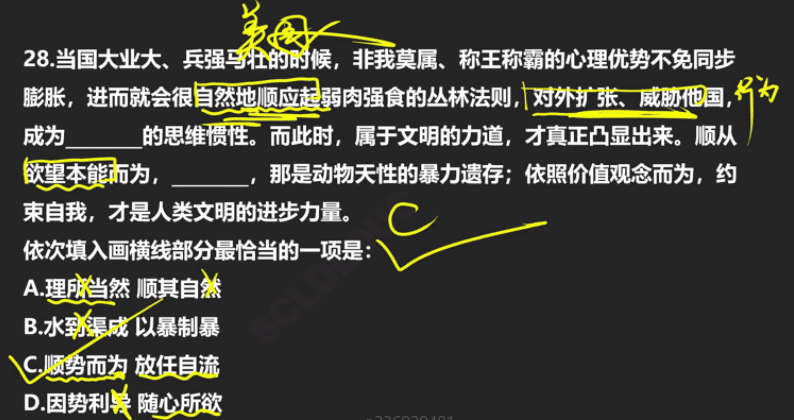 美国
28.当国大业大、兵强马壮的时候，非我莫属、称王称霸的心理优势不免同步
膨胀，进而就会很自然地顺应起弱肉强食的丛林法则，对外扩张、威胁他国，
行为
成为________的思维惯性。而此时，属于文明的力道，才真正凸显出来。顺从
欲望本能而为，________，那是动物天性的暴力遗存；依照价值观念而为，约
束自我，才是人类文明的进步力量。
C
依次填入画横线部分最恰当的一项是：
A.理所当然 顺其自然
B.水到渠成 以暴制暴
C.顺势而为 放任自流
D.因势利导 随心所欲